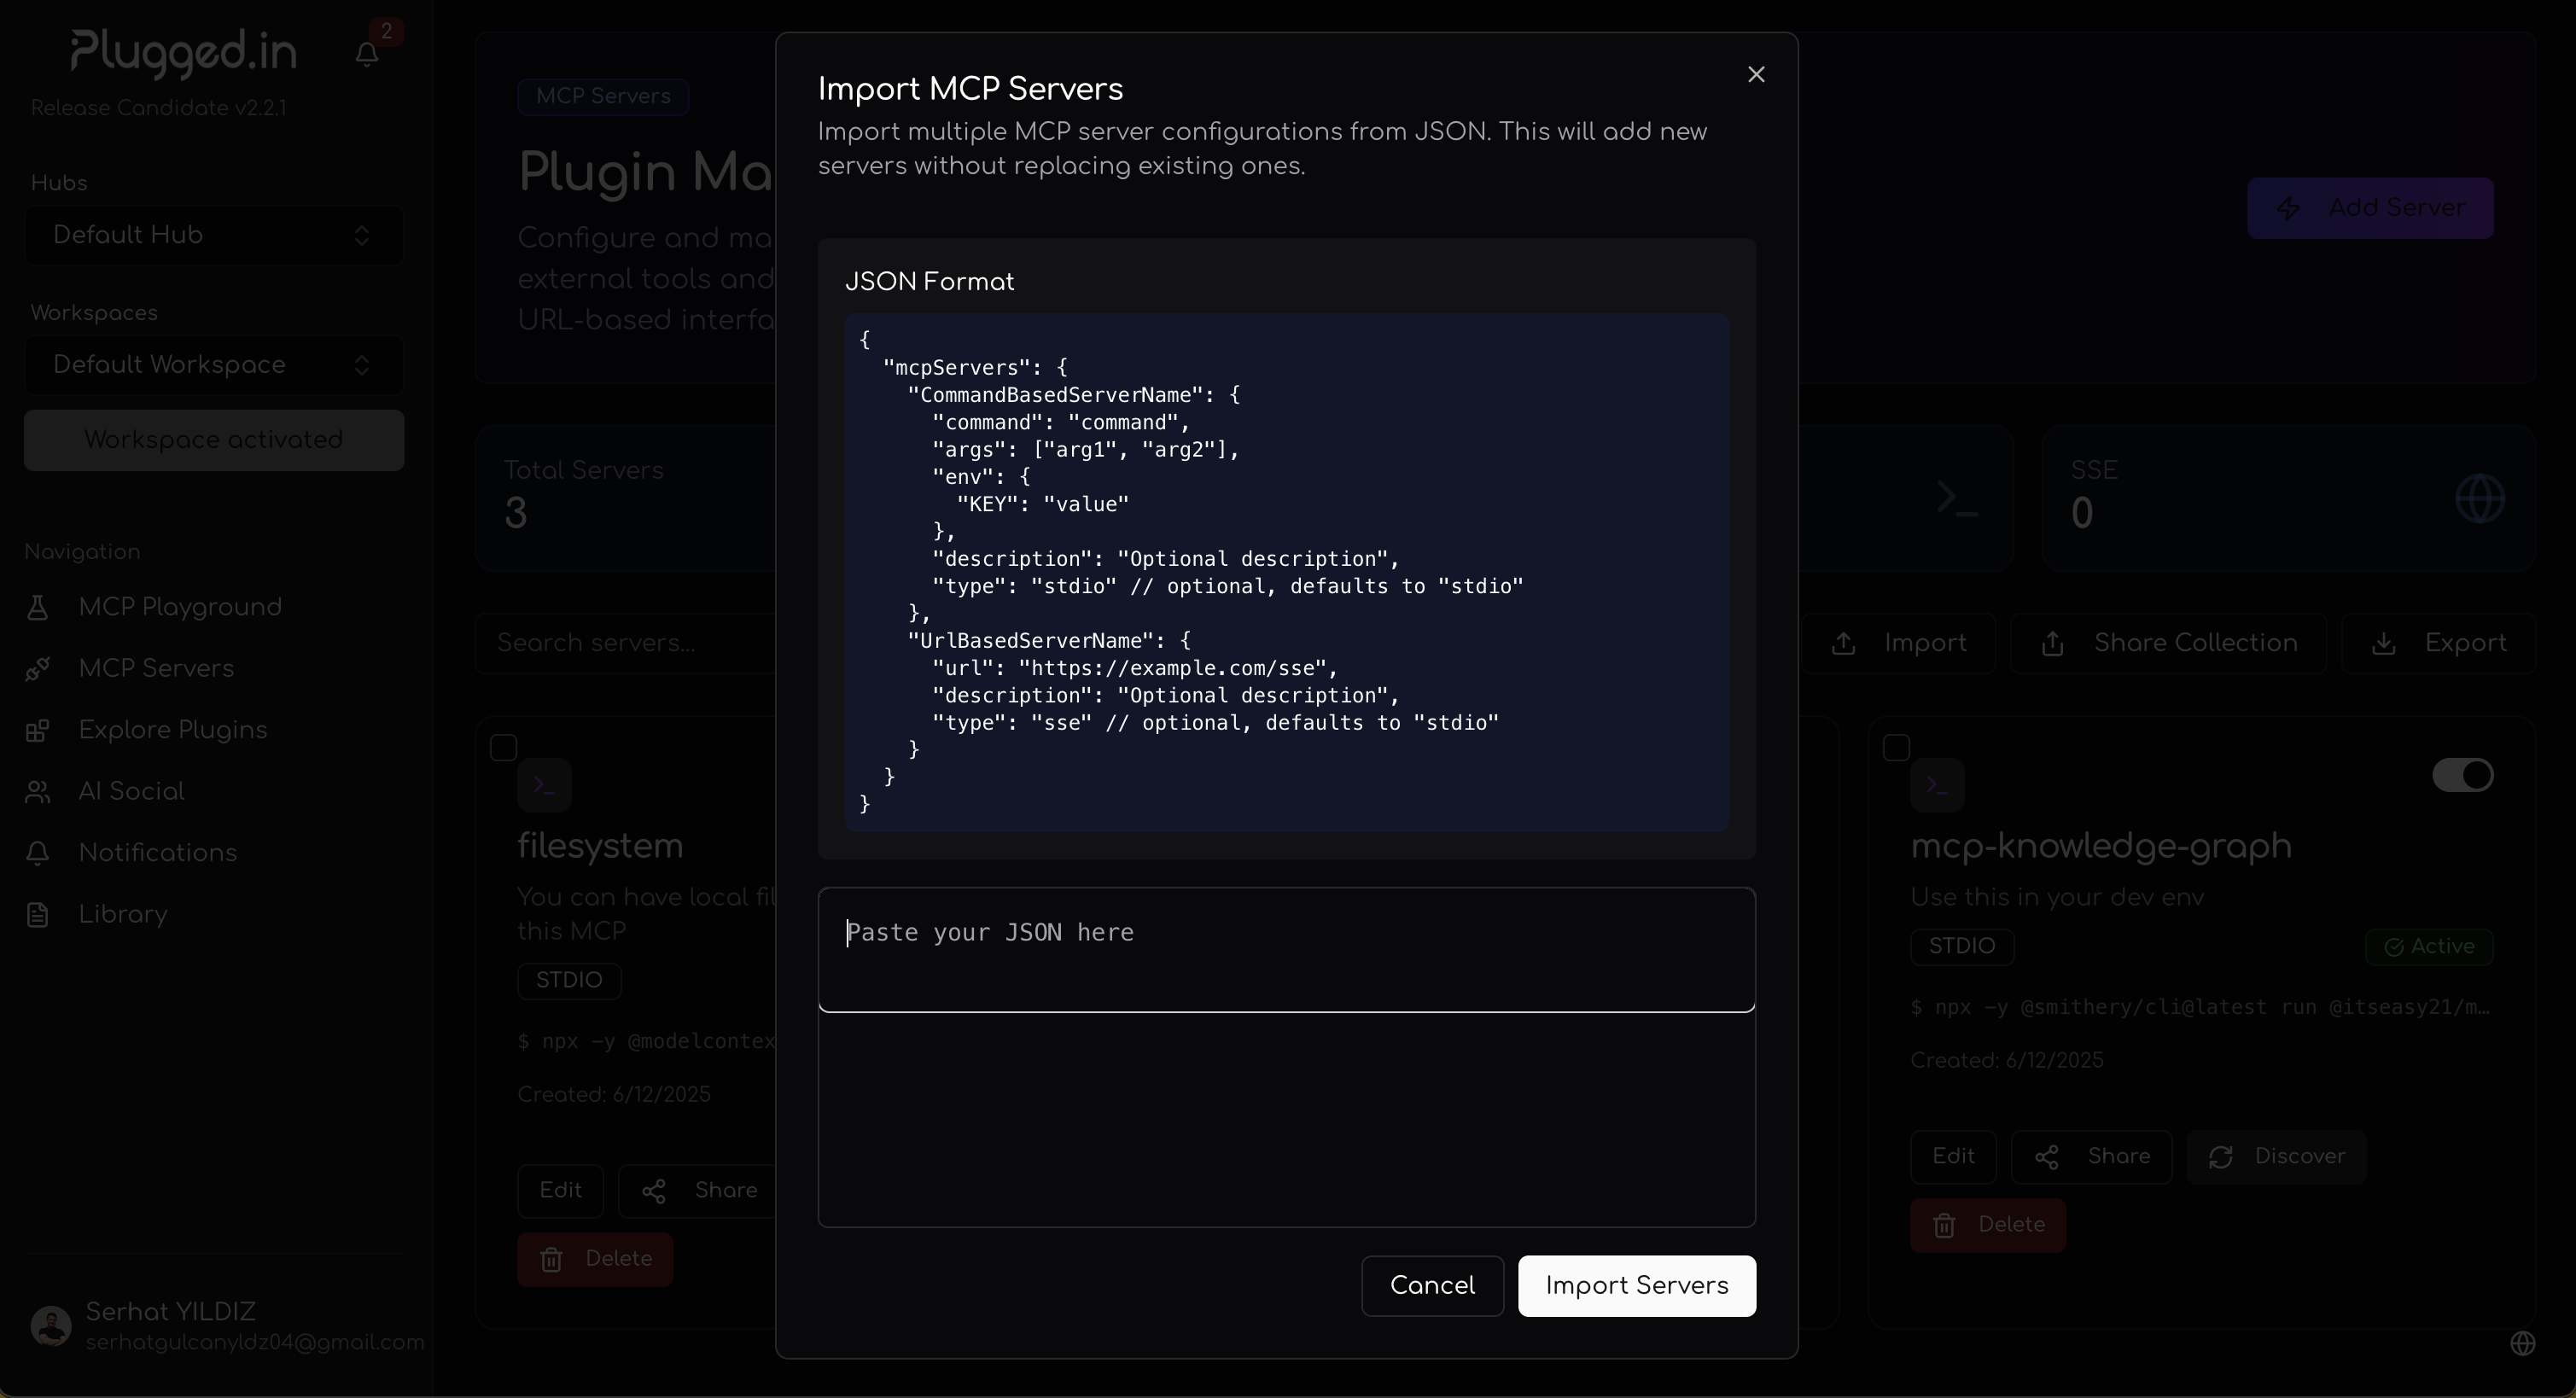 Plugged.in
2
Release Candidate v2.2.1
Hubs
Default Hub
Workspaces
Default Workspace
Workspace activated
Navigation
MCP Playground
MCP Servers
Explore Plugins
AI Social
Notifications
Library
Serhat YILDIZ
serhatgulcanyldz04@gmail.com
MCP Servers
Plugin Ma
Configure and ma
external tools and
URL-based interfa
Add Server
Total Servers
3
SSE
0
Search servers...
Import
Share Collection
Export
filesystem
You can have local fil
this MCP
STDIO
$ npx -y @modelcontex
Created: 6/12/2025
Edit
Share
Delete
mcp-knowledge-graph
Use this in your dev env
STDIO
Active
$ npx -y @smithery/cli@latest run @itseasy21/m...
Created: 6/12/2025
Edit
Share
Discover
Delete
Import MCP Servers
Import multiple MCP server configurations from JSON. This will add new
servers without replacing existing ones.
JSON Format
{
"mcpServers": {
"CommandBasedServerName": {
"command": "command",
"args": ["arg1", "arg2"],
"env": {
"KEY": "value"
},
"description": "Optional description",
"type": "stdio" // optional, defaults to "stdio"
},
"UrlBasedServerName": {
"url": "https://example.com/sse",
"description": "Optional description",
"type": "sse" // optional, defaults to "stdio"
}
}
}
Paste your JSON here
Cancel
Import Servers